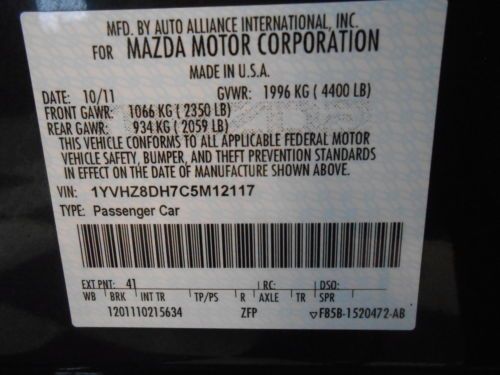 MFD. BY AUTO ALLIANCE INTERNATIONAL, INC.
FOR MAZDA MOTOR CORPORATION
MADE IN U.S.A.
DATE: 10/11 GVWR: 1996 KG (4400 LB)
FRONT GAWR: 1066 KG (2350 LB)
REAR GAWR: 934 KG (2059 LB)
THIS VEHICLE CONFORMS TO ALL APPLICABLE FEDERAL MOTOR
VEHICLE SAFETY, BUMPER, AND THEFT PREVENTION STANDARDS
IN EFFECT ON THE DATE OF MANUFACTURE SHOWN ABOVE.
VIN: 1YVHZ8DH7C5M12117
TYPE: Passenger Car
EXT PNT: 41 RC: DSO:
WB BRK INT TR TP/PS R AXLE TR SPR
1201110215634 ZFP ▽FB5B-1520472-AB